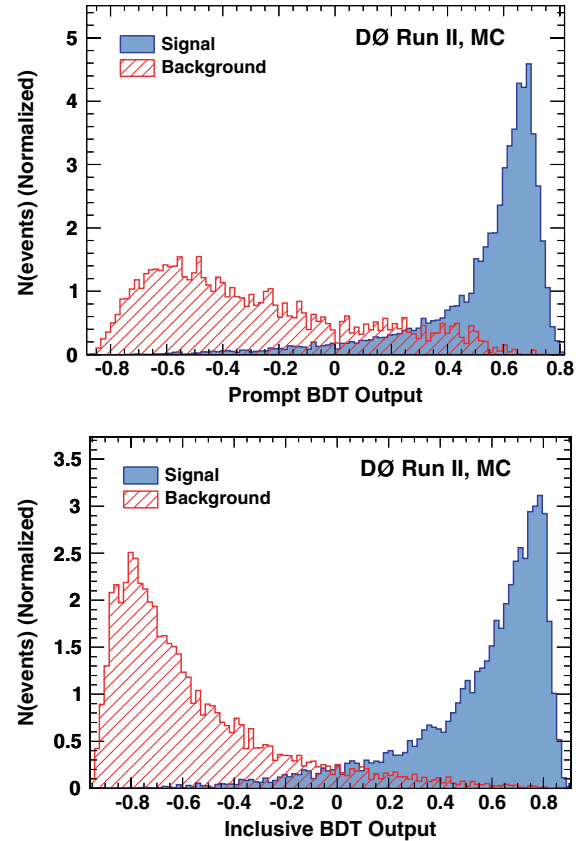 DØ Run II, MC
Signal
Background
N(events) (Normalized)
5
4
3
2
1
0
-0.8 -0.6 -0.4 -0.2 0 0.2 0.4 0.6 0.8
Prompt BDT Output
DØ Run II, MC
Signal
Background
N(events) (Normalized)
3.5
3
2.5
2
1.5
1
0.5
0
-0.8 -0.6 -0.4 -0.2 0 0.2 0.4 0.6 0.8
Inclusive BDT Output